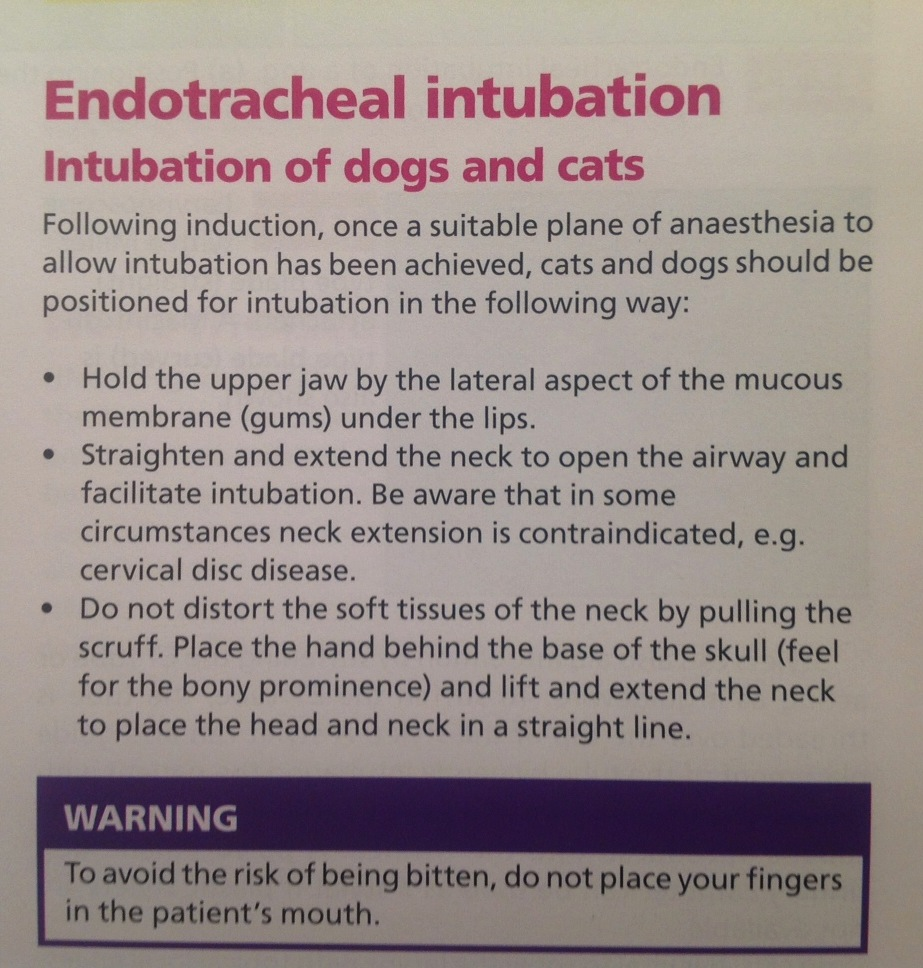 Endotracheal intubation
Intubation of dogs and cats
Following induction, once a suitable plane of anaesthesia to
allow intubation has been achieved, cats and dogs should be
positioned for intubation in the following way:
• Hold the upper jaw by the lateral aspect of the mucous
membrane (gums) under the lips.
• Straighten and extend the neck to open the airway and
facilitate intubation. Be aware that in some
circumstances neck extension is contraindicated, e.g.
cervical disc disease.
• Do not distort the soft tissues of the neck by pulling the
scruff. Place the hand behind the base of the skull (feel
for the bony prominence) and lift and extend the neck
to place the head and neck in a straight line.
WARNING
To avoid the risk of being bitten, do not place your fingers
in the patient's mouth.